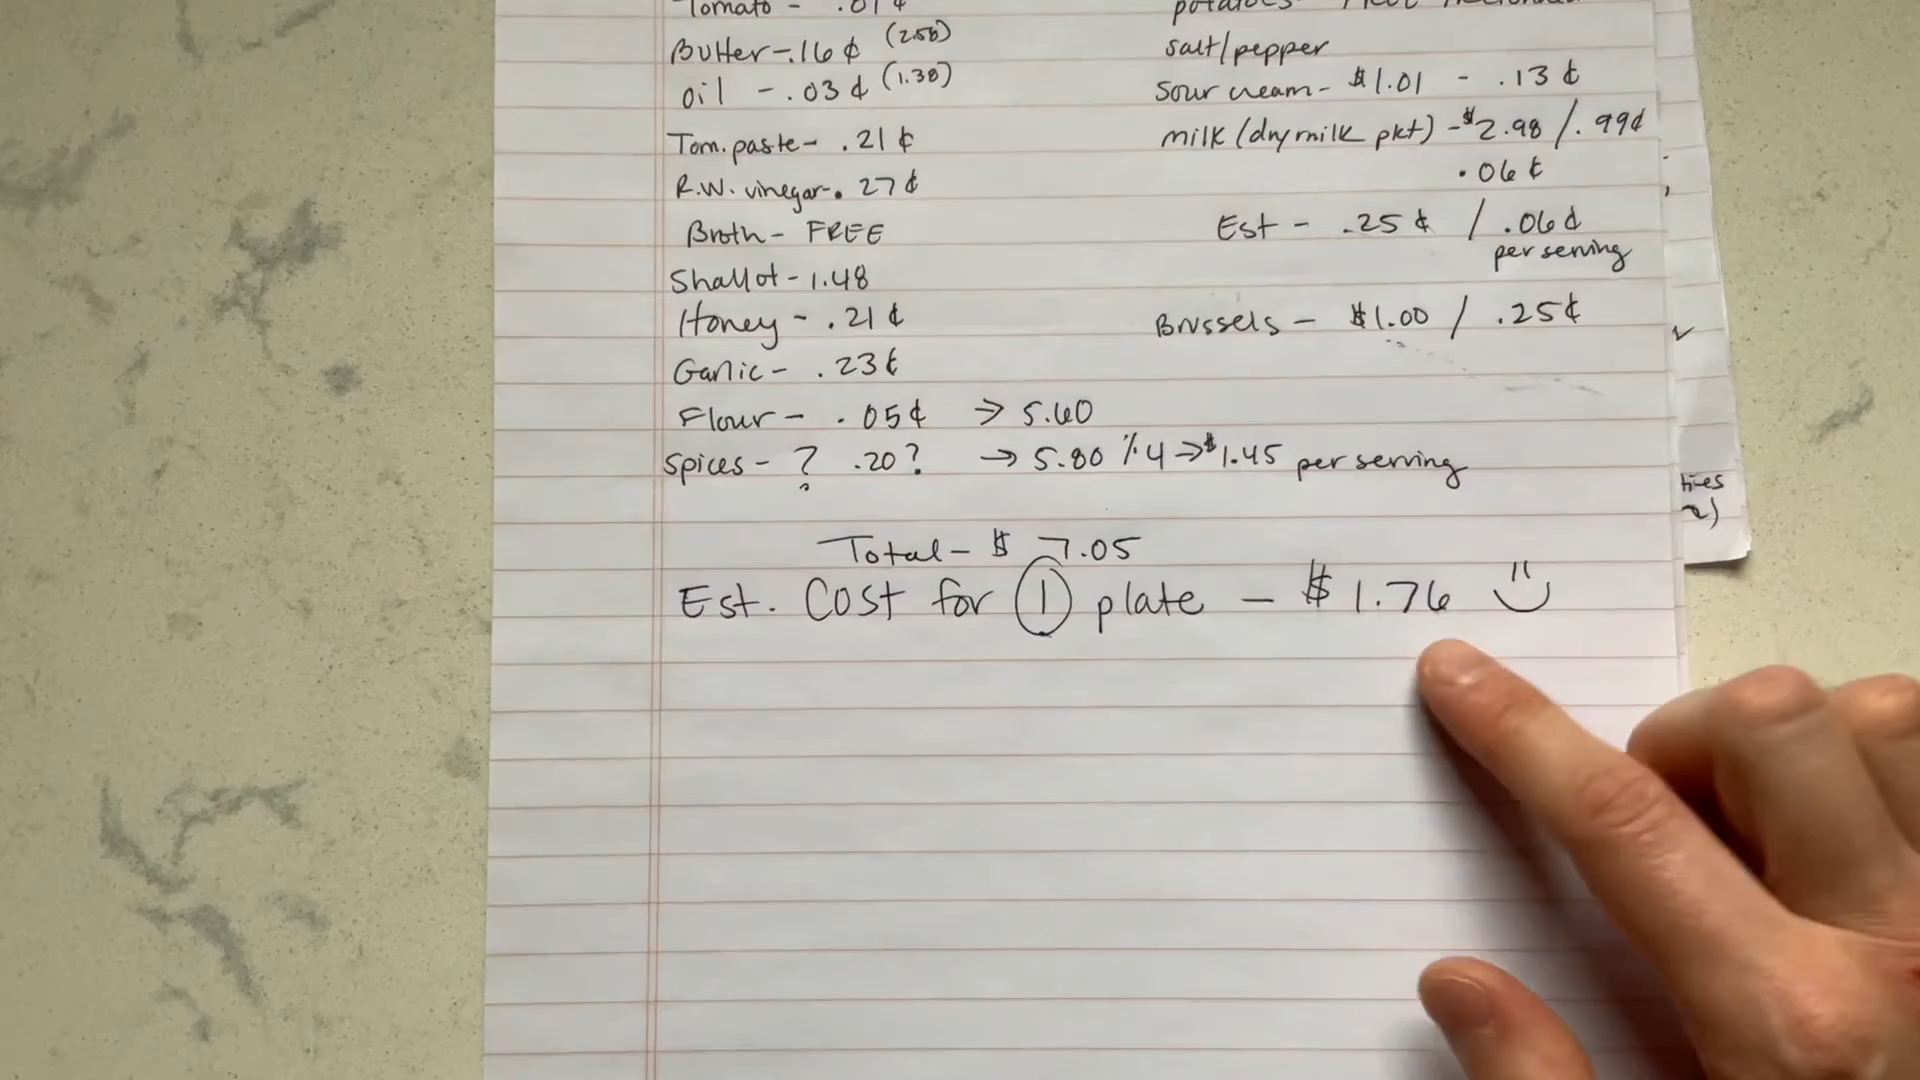 Tomato - .01¢
Butter - .16¢ (2.58)
oil - .03¢ (1.38)
Tom. paste - .21¢
R.W. vinegar - .27¢
Broth - FREE
Shallot - 1.48
Honey - .21¢
Garlic - .23¢
Flour - .05¢ → 5.60
Spices - ? .20? → 5.80 ٪ 4 → $1.45 per serving
potatoes -
salt/pepper
Sour cream - $1.01 - .13¢
milk (dry milk pkt) - $2.98 / .99¢
.06¢
Est - .25¢ / .06¢
per serving
Brussels - $1.00 / .25¢
Total - $ 7.05
Est. Cost for 1 plate - $1.76